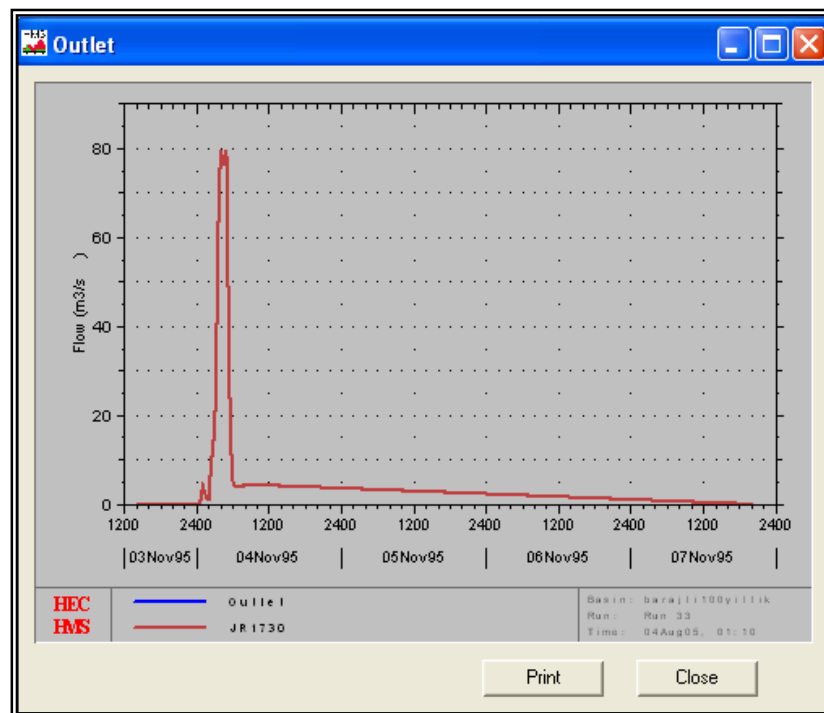 Outlet
80
60
40
20
0
Flow (m3/s )
1200 2400 1200 2400 1200 2400 1200 2400 1200 2400
03Nov95 04Nov95 05Nov95 06Nov95 07Nov95
HEC
HMS
Outlet
JR1730
Basin: barajli100yillik
Run: Run 33
Time: 04Aug05, 01:10
Print Close